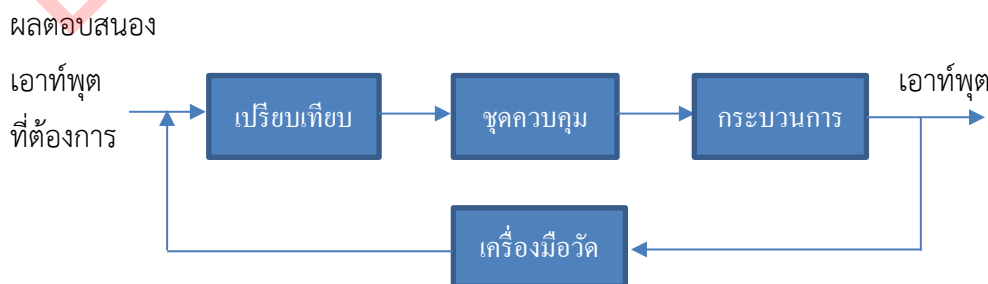 ผลตอบสนอง
เอาท์พุต
ที่ต้องการ
เปรียบเทียบ
ชุดควบคุม
กระบวนการ
เอาท์พุต
เครื่องมือวัด